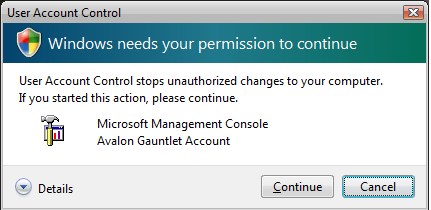 User Account Control
Windows needs your permission to continue
User Account Control stops unauthorized changes to your computer.
If you started this action, please continue.
Microsoft Management Console
Avalon Gauntlet Account
Details
Continue
Cancel